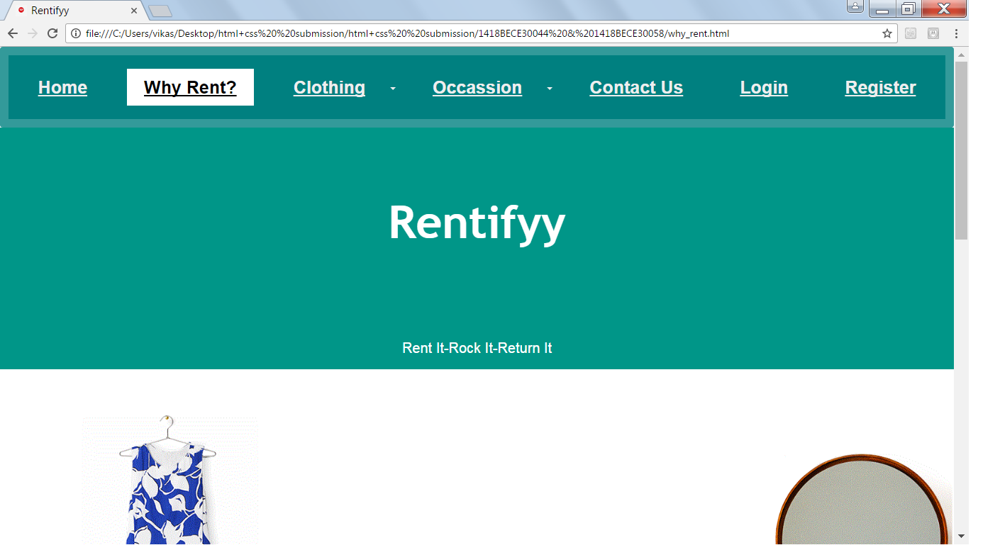 Rentifyy
file:///C:/Users/vikas/Desktop/html+css%20%20submission/html+css%20%20submission/1418BECE30044%20&%201418BECE30058/why_rent.html
Home Why Rent? Clothing Occassion Contact Us Login Register
Rentifyy
Rent It-Rock It-Return It